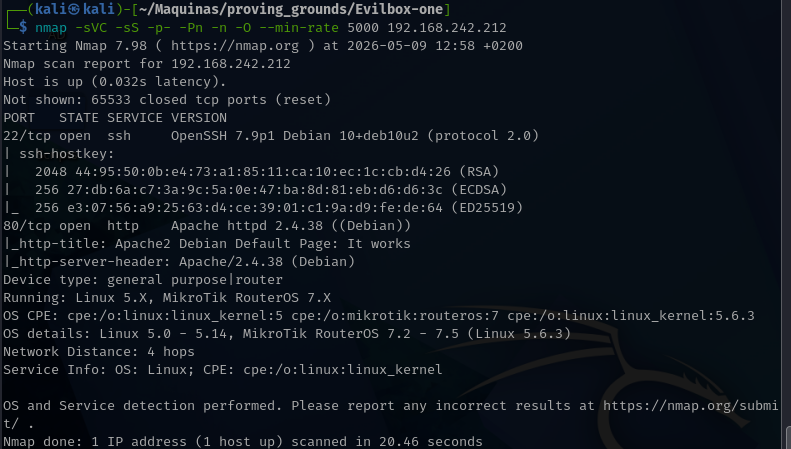 ┌──(kali㉿kali)-[~/Maquinas/proving_grounds/Evilbox-one]
└─$ nmap -sVC -sS -p- -Pn -n -O --min-rate 5000 192.168.242.212
Starting Nmap 7.98 ( https://nmap.org ) at 2026-05-09 12:58 +0200
Nmap scan report for 192.168.242.212
Host is up (0.032s latency).
Not shown: 65533 closed tcp ports (reset)
PORT   STATE SERVICE VERSION
22/tcp open  ssh     OpenSSH 7.9p1 Debian 10+deb10u2 (protocol 2.0)
| ssh-hostkey:
|   2048 44:95:50:0b:e4:73:a1:85:11:ca:10:ec:1c:cb:d4:26 (RSA)
|   256 27:db:6a:c7:3a:9c:5a:0e:47:ba:8d:81:eb:d6:d6:3c (ECDSA)
|_  256 e3:07:56:a9:25:63:d4:ce:39:01:c1:9a:d9:fe:de:64 (ED25519)
80/tcp open  http    Apache httpd 2.4.38 ((Debian))
|_http-title: Apache2 Debian Default Page: It works
|_http-server-header: Apache/2.4.38 (Debian)
Device type: general purpose|router
Running: Linux 5.X, MikroTik RouterOS 7.X
OS CPE: cpe:/o:linux:linux_kernel:5 cpe:/o:mikrotik:routeros:7 cpe:/o:linux:linux_kernel:5.6.3
OS details: Linux 5.0 - 5.14, MikroTik RouterOS 7.2 - 7.5 (Linux 5.6.3)
Network Distance: 4 hops
Service Info: OS: Linux; CPE: cpe:/o:linux:linux_kernel

OS and Service detection performed. Please report any incorrect results at https://nmap.org/submi
t/ .
Nmap done: 1 IP address (1 host up) scanned in 20.46 seconds